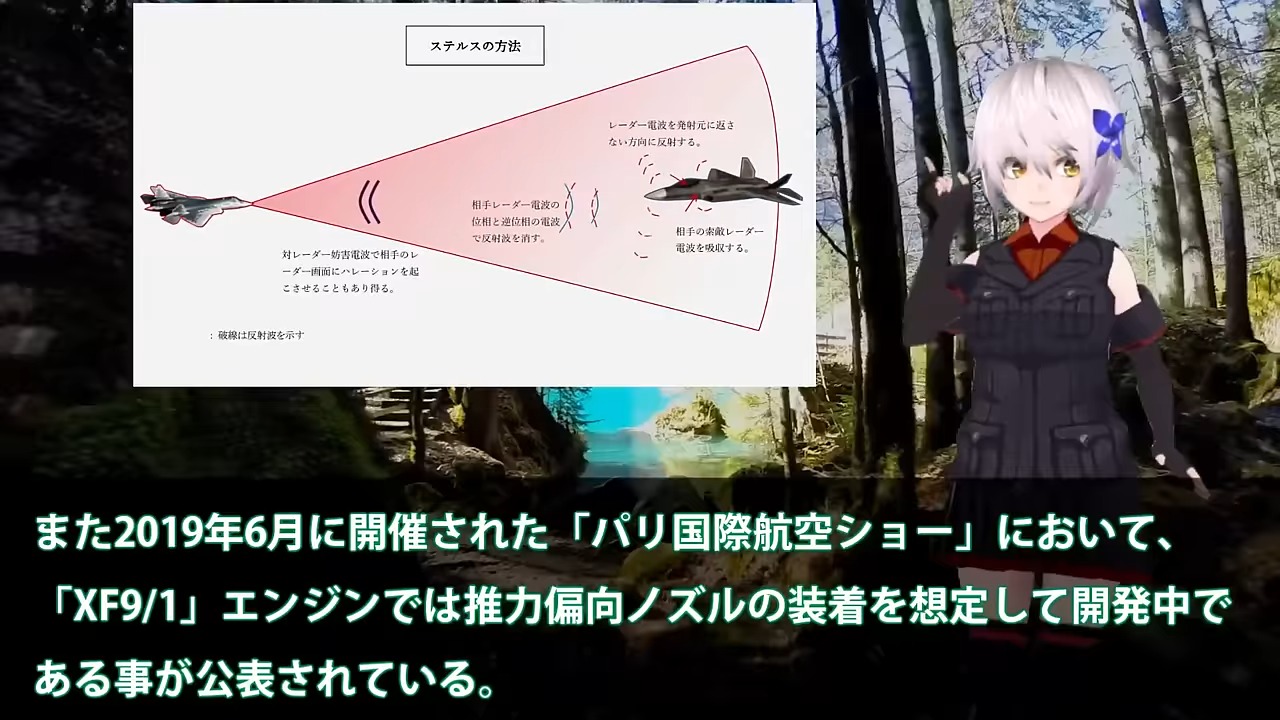 ステルスの方法
レーダー電波を発射元に返さ
ない方向に反射する。
相手レーダー電波の
位相と逆位相の電波
で反射波を消す。
相手の索敵レーダー
電波を吸収する。
対レーダー妨害電波で相手のレ
ーダー画面にハレーションを起
こさせることもあり得る。
：破線は反射波を示す
また2019年6月に開催された「パリ国際航空ショー」において、
「XF9/1」エンジンでは推力偏向ノズルの装着を想定して開発中で
ある事が公表されている。